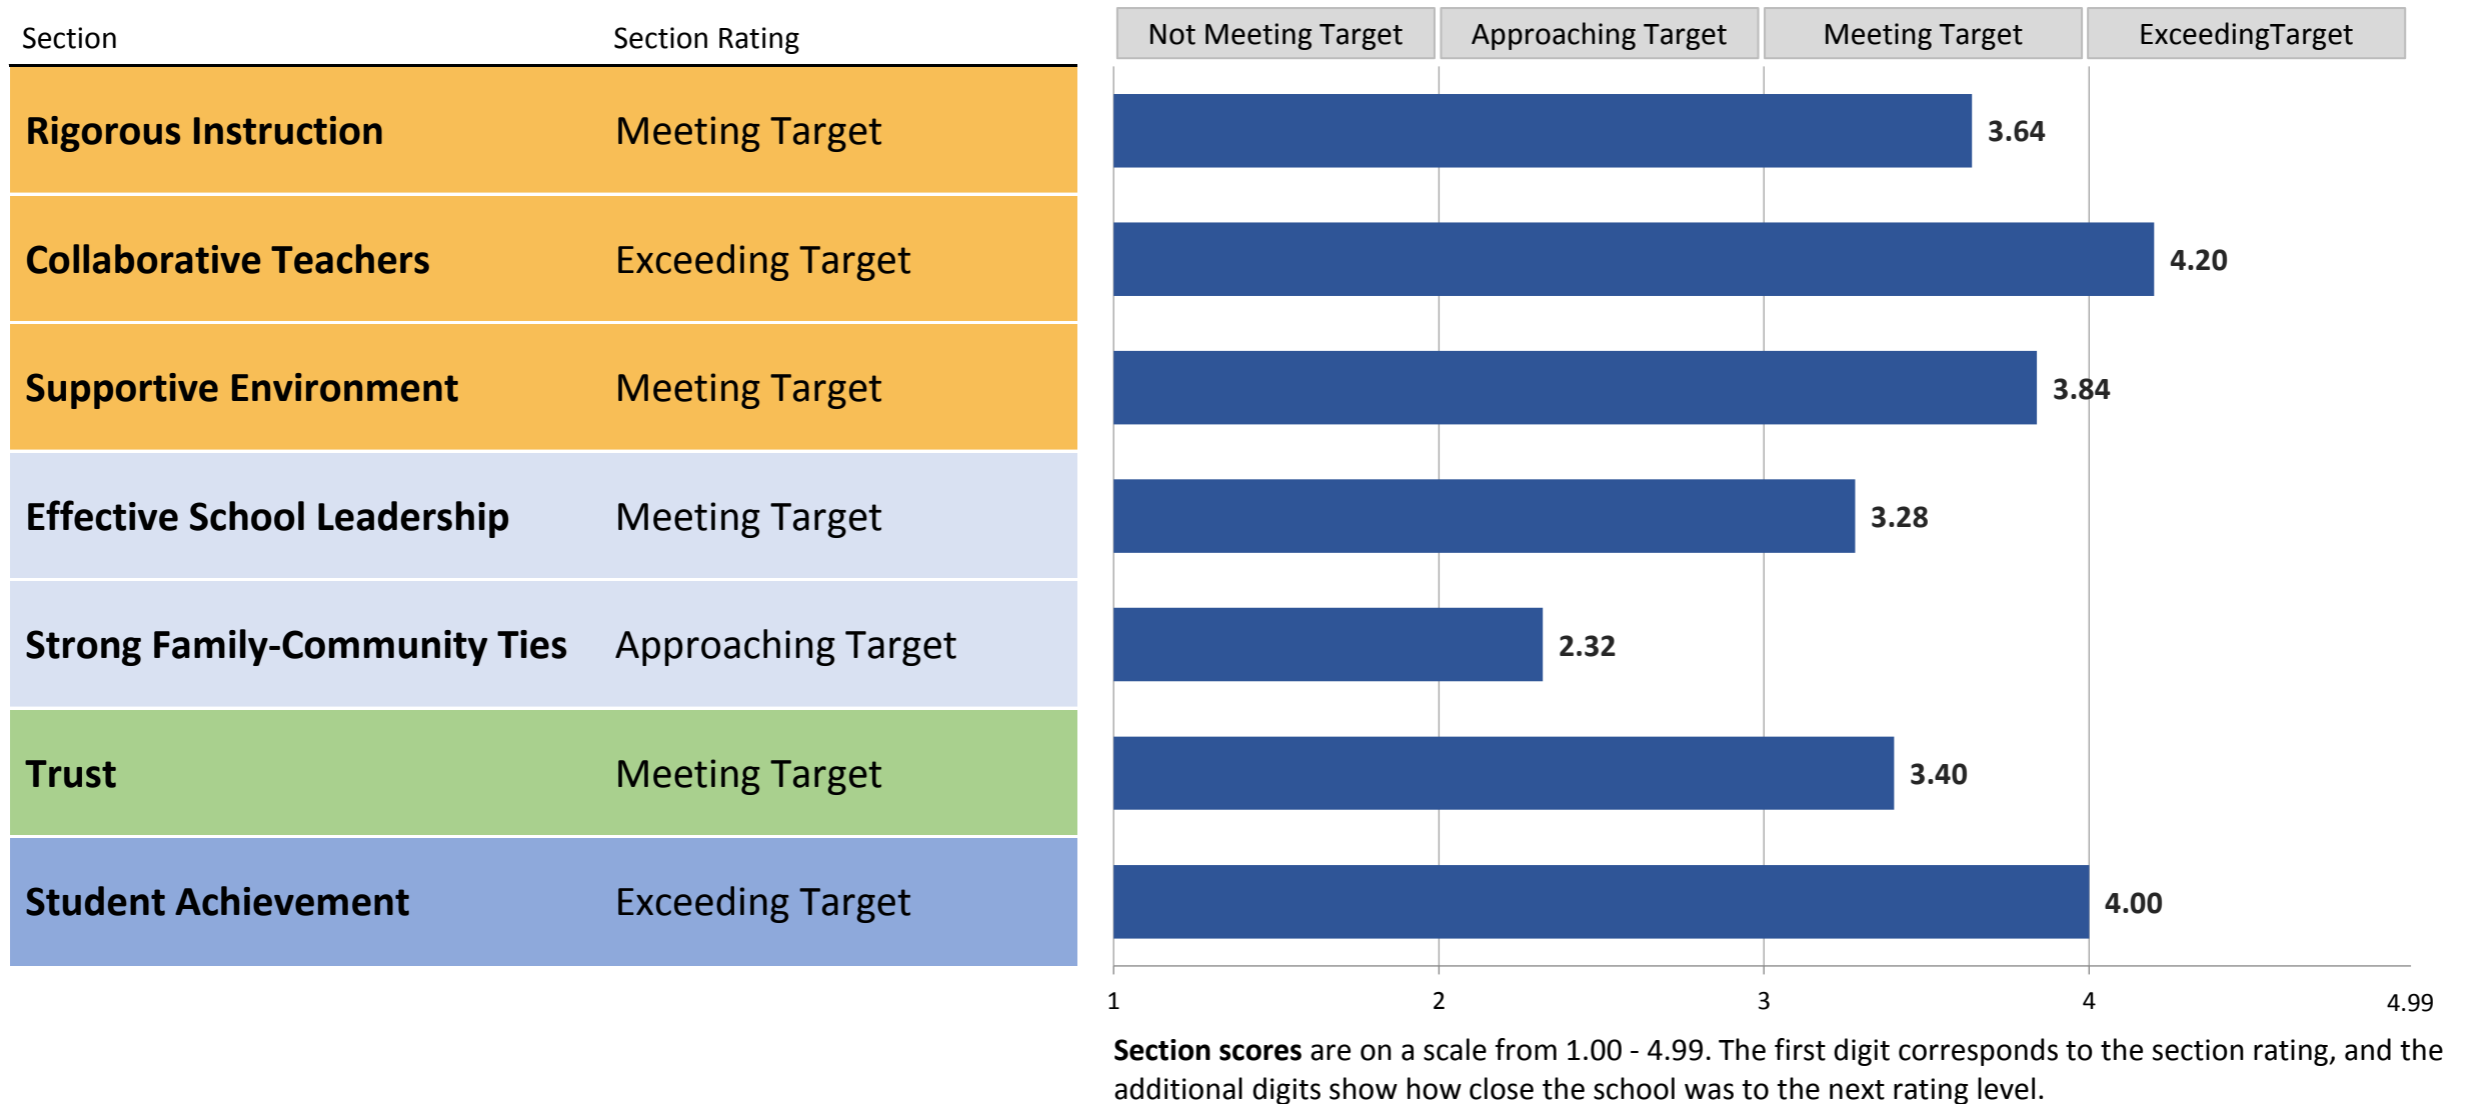 Section Section Rating Not Meeting Target Approaching Target Meeting Target ExceedingTarget
Rigorous Instruction Meeting Target 3.64
Collaborative Teachers Exceeding Target 4.20
Supportive Environment Meeting Target 3.84
Effective School Leadership Meeting Target 3.28
Strong Family-Community Ties Approaching Target 2.32
Trust Meeting Target 3.40
Student Achievement Exceeding Target 4.00
1 2 3 4 4.99
Section scores are on a scale from 1.00 - 4.99. The first digit corresponds to the section rating, and the
additional digits show how close the school was to the next rating level.